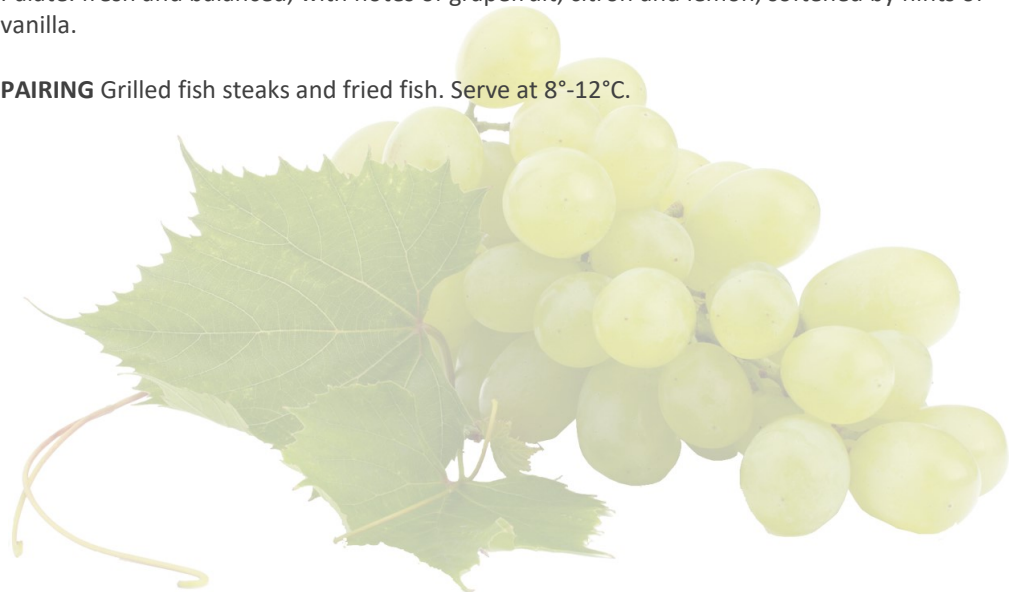 Palate: fresh and balanced, with notes of grapefruit, citron and lemon, softened by hints of
vanilla.
PAIRING Grilled fish steaks and fried fish. Serve at 8°-12°C.